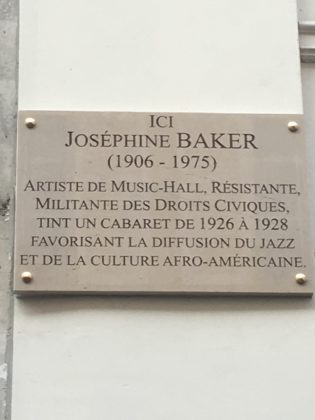 ICI
JOSÉPHINE BAKER
(1906 - 1975)
ARTISTE DE MUSIC-HALL, RÉSISTANTE,
MILITANTE DES DROITS CIVIQUES,
TINT UN CABARET DE 1926 À 1928
FAVORISANT LA DIFFUSION DU JAZZ
ET DE LA CULTURE AFRO-AMÉRICAINE.